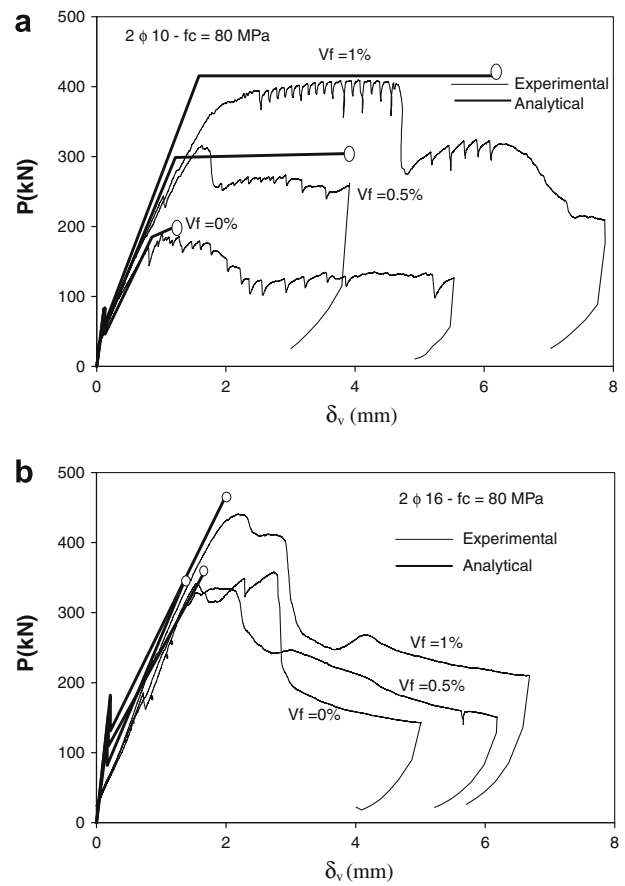 a
2 ϕ 10 - fc = 80 MPa
500
Vf =1%
400
Experimental
Analytical
300
P(kN)
Vf =0.5%
200
Vf =0%
100
0
0 2 4 6 8
δv (mm)
b
500
2 ϕ 16 - fc = 80 MPa
400
Experimental
Analytical
300
P(kN)
Vf =1%
200
Vf =0.5%
Vf =0%
100
0
0 2 4 6 8
δv (mm)